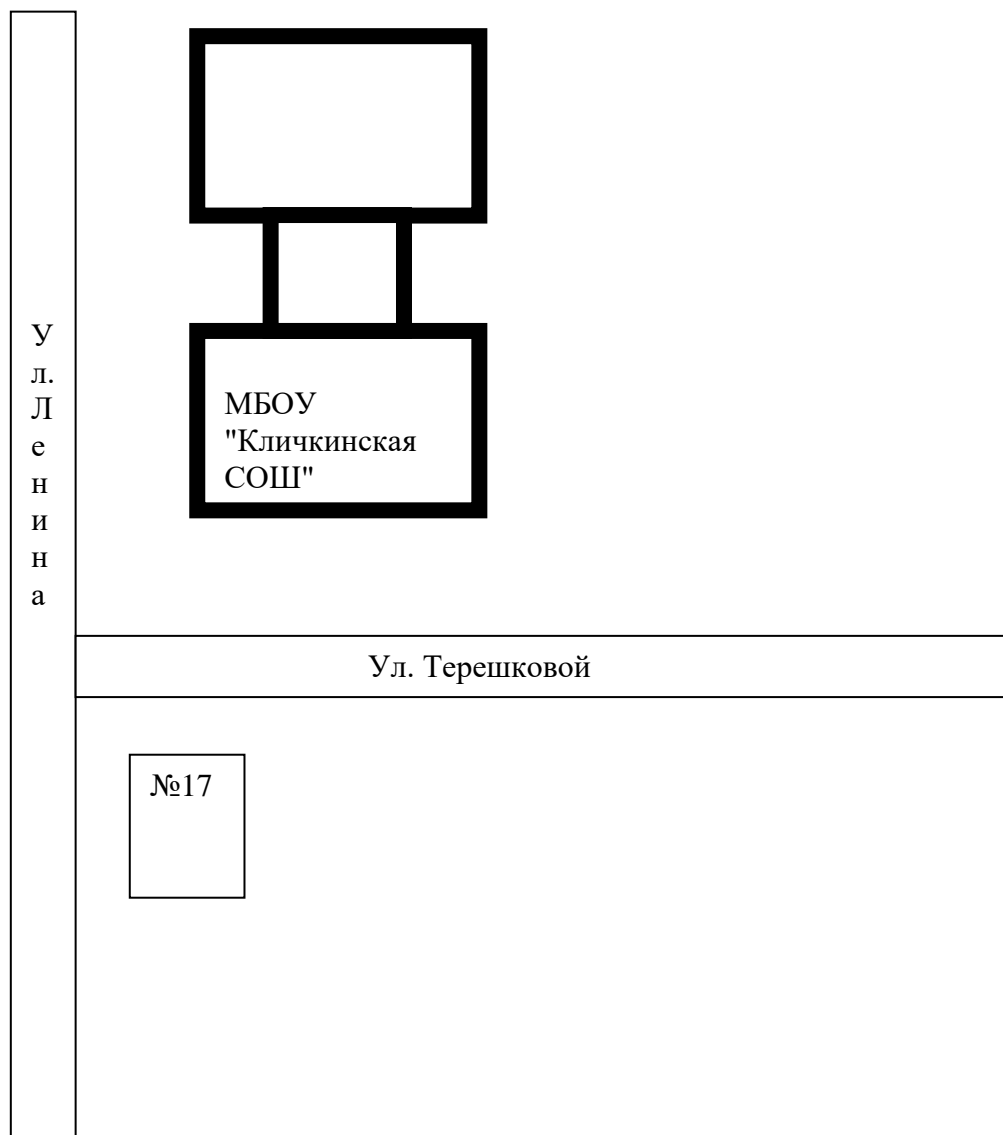 У
л.
Л
е
н
и
н
а
МБОУ
"Кличкинская
СОШ"
Ул. Терешковой
№17